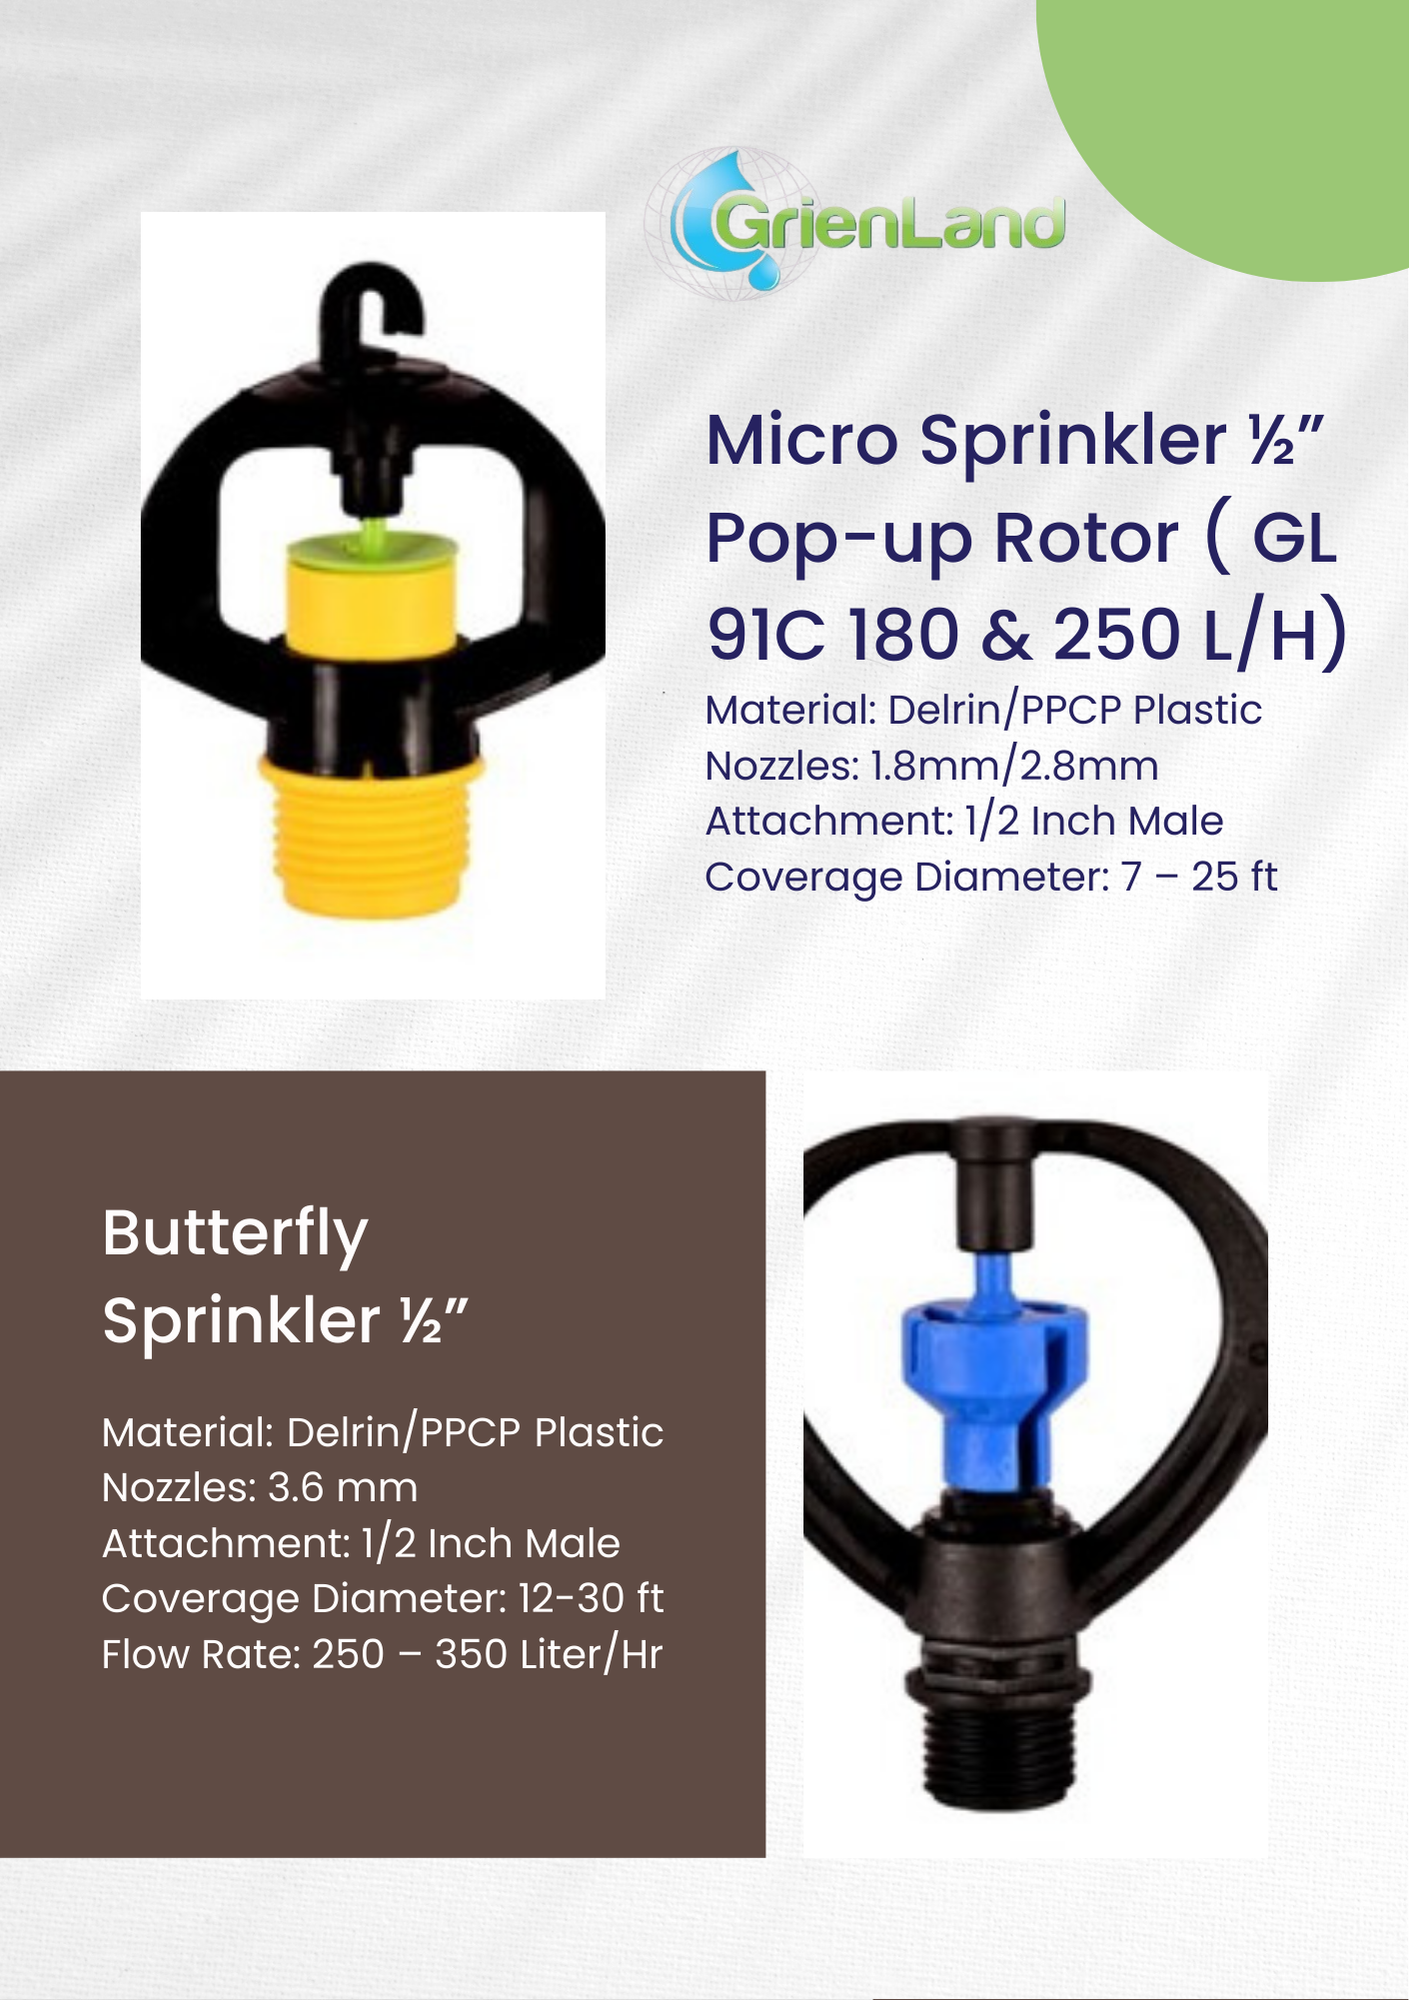 GrienLand
Micro Sprinkler ½”
Pop-up Rotor ( GL
91C 180 & 250 L/H)
Material: Delrin/PPCP Plastic
Nozzles: 1.8mm/2.8mm
Attachment: 1/2 Inch Male
Coverage Diameter: 7 – 25 ft
Butterfly
Sprinkler ½”
Material: Delrin/PPCP Plastic
Nozzles: 3.6 mm
Attachment: 1/2 Inch Male
Coverage Diameter: 12-30 ft
Flow Rate: 250 – 350 Liter/Hr